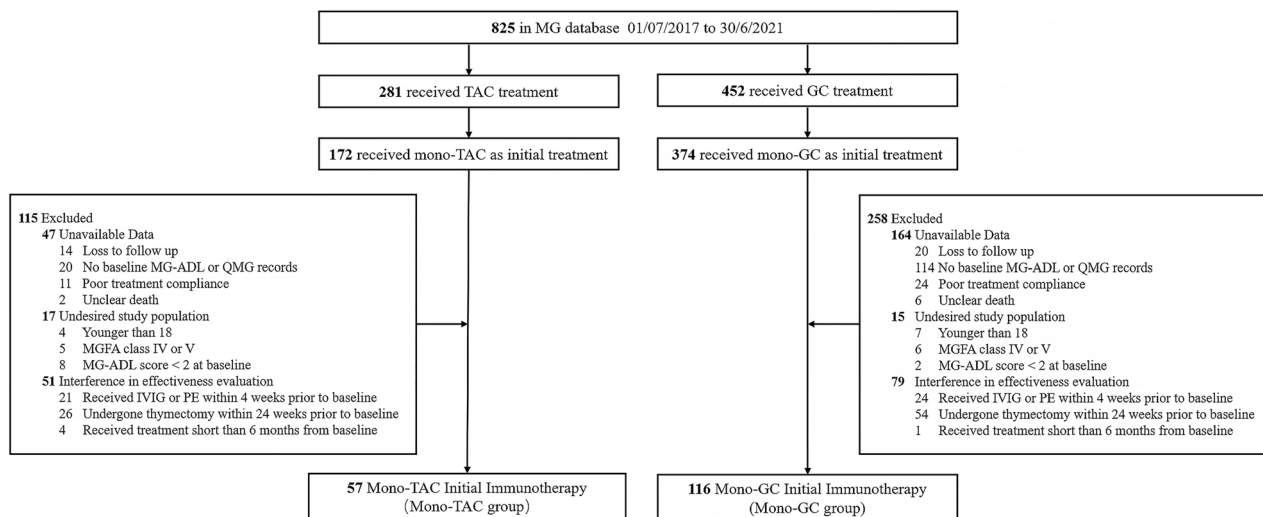 825 in MG database 01/07/2017 to 30/6/2021
281 received TAC treatment
452 received GC treatment
172 received mono-TAC as initial treatment
374 received mono-GC as initial treatment
115 Excluded
47 Unavailable Data
14 Loss to follow up
20 No baseline MG-ADL or QMG records
11 Poor treatment compliance
2 Unclear death
17 Undesired study population
4 Younger than 18
5 MGFA class IV or V
8 MG-ADL score < 2 at baseline
51 Interference in effectiveness evaluation
21 Received IVIG or PE within 4 weeks prior to baseline
26 Undergone thymectomy within 24 weeks prior to baseline
4 Received treatment short than 6 months from baseline
258 Excluded
164 Unavailable Data
20 Loss to follow up
114 No baseline MG-ADL or QMG records
24 Poor treatment compliance
6 Unclear death
15 Undesired study population
7 Younger than 18
6 MGFA class IV or V
2 MG-ADL score < 2 at baseline
79 Interference in effectiveness evaluation
24 Received IVIG or PE within 4 weeks prior to baseline
54 Undergone thymectomy within 24 weeks prior to baseline
1 Received treatment short than 6 months from baseline
57 Mono-TAC Initial Immunotherapy
(Mono-TAC group)
116 Mono-GC Initial Immunotherapy
(Mono-GC group)